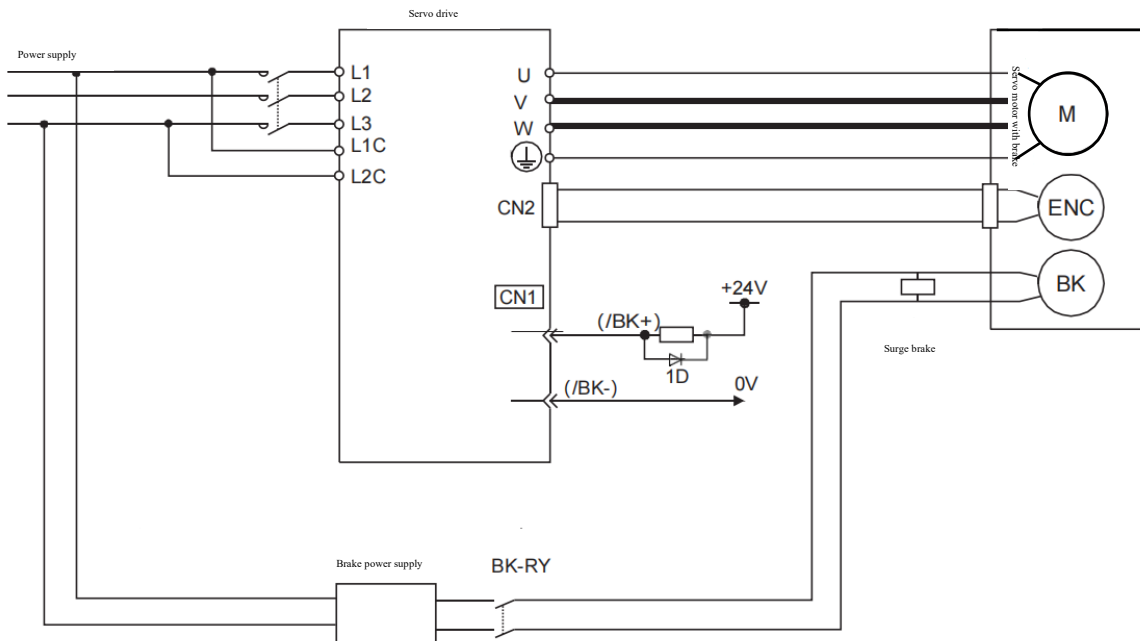 Servo drive
Power supply
L1
L2
L3
L1C
L2C
U
V
W
CN2
CN1
Servo motor with brake
M
ENC
BK
+24V
(/BK+)
1D
(/BK-)
0V
Surge brake
Brake power supply
BK-RY